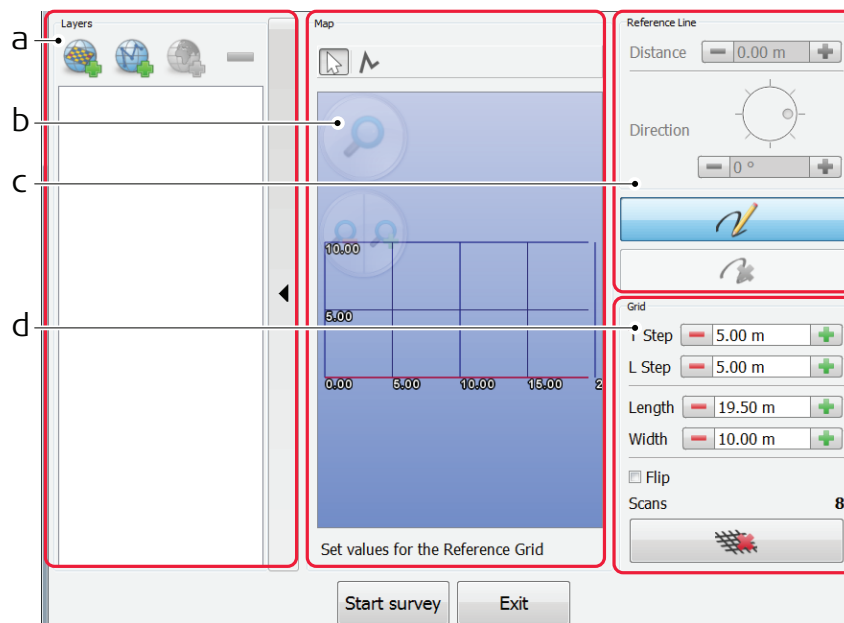 a
Layers
b
c
d
Map
10.00
5.00
0.00 5.00 10.00 15.00 2
Set values for the Reference Grid
Reference Line
Distance 0.00 m
Direction
0 °
Grid
T Step 5.00 m
L Step 5.00 m
Length 19.50 m
Width 10.00 m
Flip
Scans 8
Start survey Exit